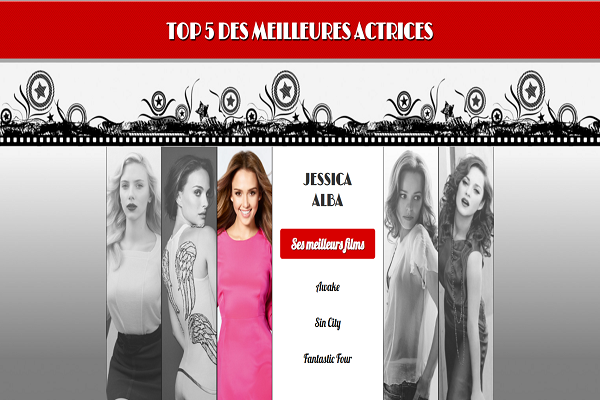 TOP 5 DES MEILLEURES ACTRICES
JESSICA
ALBA
Ses meilleurs films
Awake
Sin City
Fantastic Four